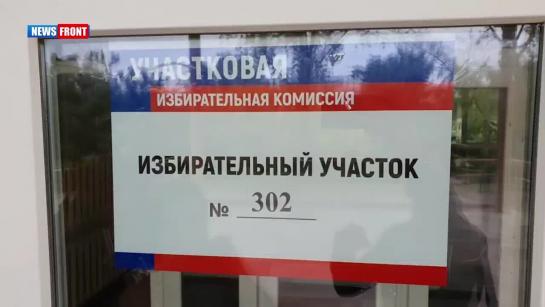 NEWS FRONT
УЧАСТКОВАЯ
ИЗБИРАТЕЛЬНАЯ КОМИССИЯ
ИЗБИРАТЕЛЬНЫЙ УЧАСТОК
№ 302